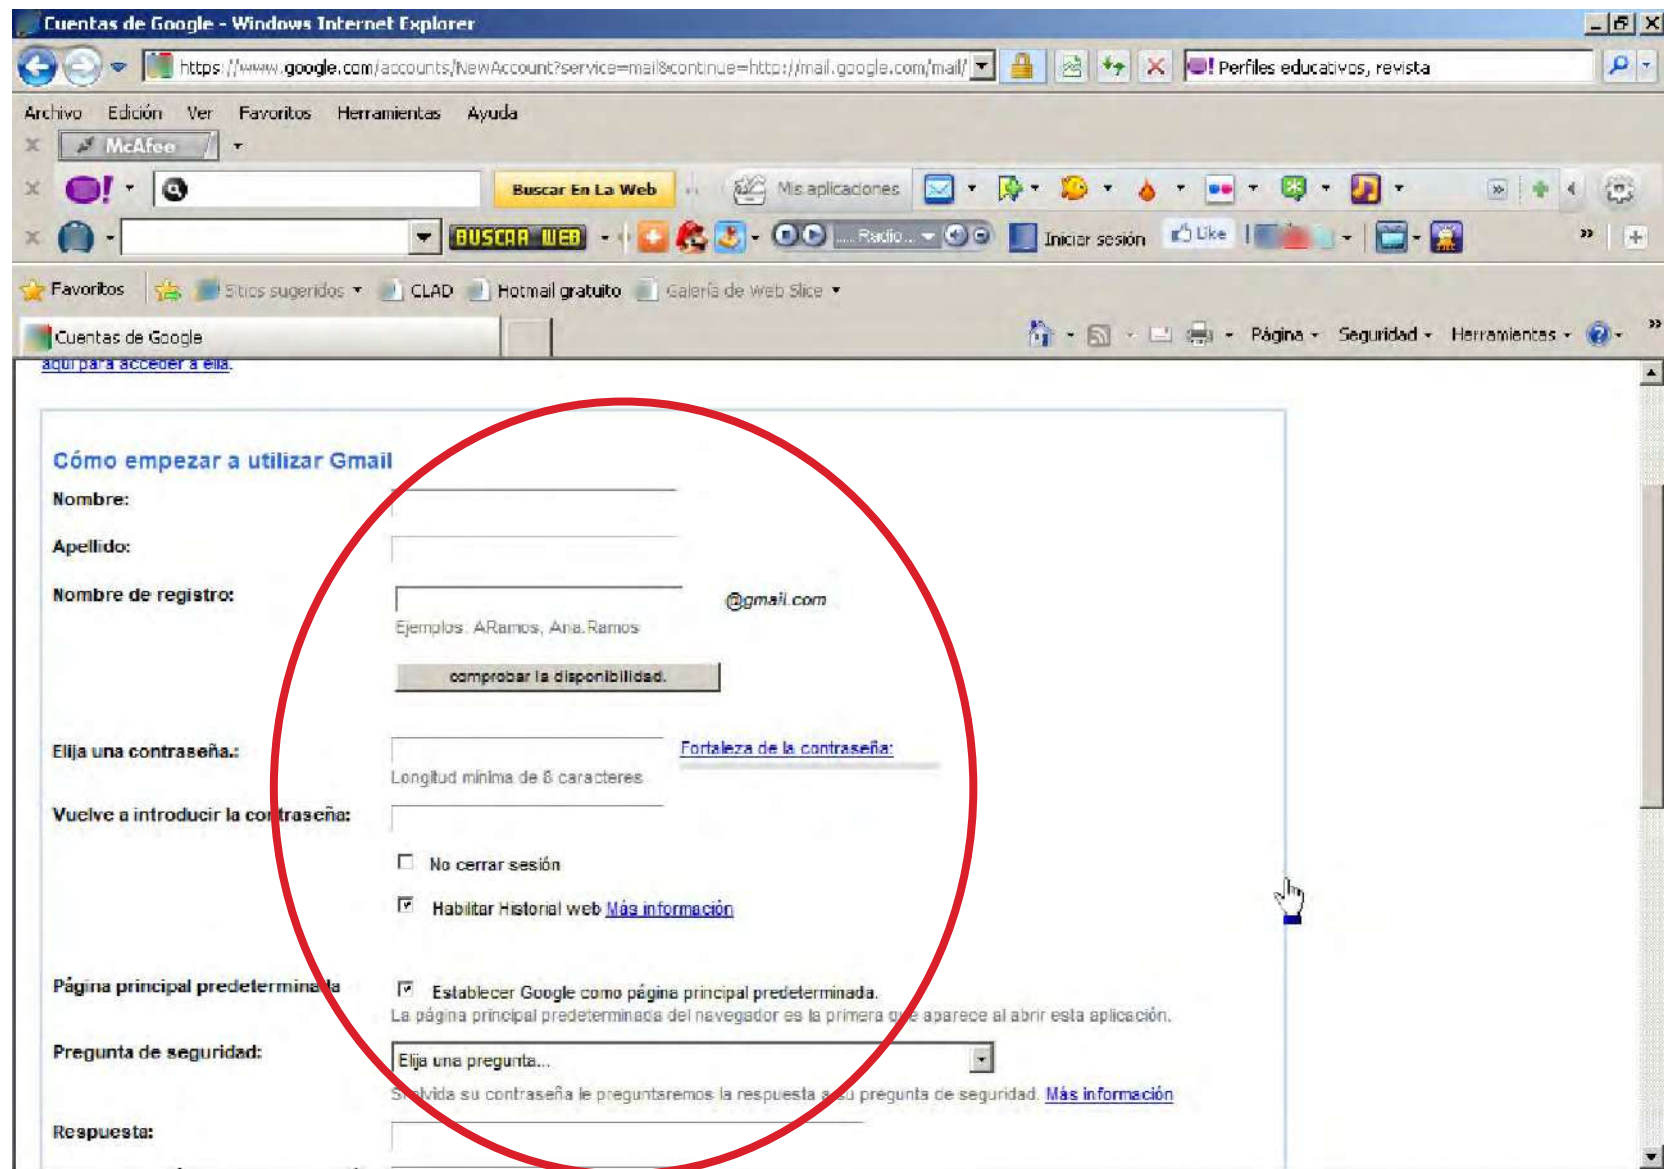 Cuentas de Google - Windows Internet Explorer
https://www.google.com/accounts/NewAccount?service=mail&continue=http://mail.google.com/mail/
Perfiles educativos, revista
Archivo Edición Ver Favoritos Herramientas Ayuda
McAfee
Buscar En La Web Mis aplicaciones
BUSCAR WEB .... Radio... Iniciar sesión Like
Favoritos Sitios sugeridos CLAD Hotmail gratuito Galería de Web Slice
Cuentas de Google Página Seguridad Herramientas
aquí para acceder a ella.
Cómo empezar a utilizar Gmail
Nombre:
Apellido:
Nombre de registro: @gmail.com
Ejemplos: ARamos, Ana.Ramos
comprobar la disponibilidad.
Elija una contraseña.: Fortaleza de la contraseña:
Longitud mínima de 8 caracteres
Vuelve a introducir la contraseña:
No cerrar sesión
Habilitar Historial web Más información
Página principal predeterminada Establecer Google como página principal predeterminada.
La página principal predeterminada del navegador es la primera que aparece al abrir esta aplicación.
Pregunta de seguridad: Elija una pregunta...
Si olvida su contraseña le preguntaremos la respuesta a su pregunta de seguridad. Más información
Respuesta: